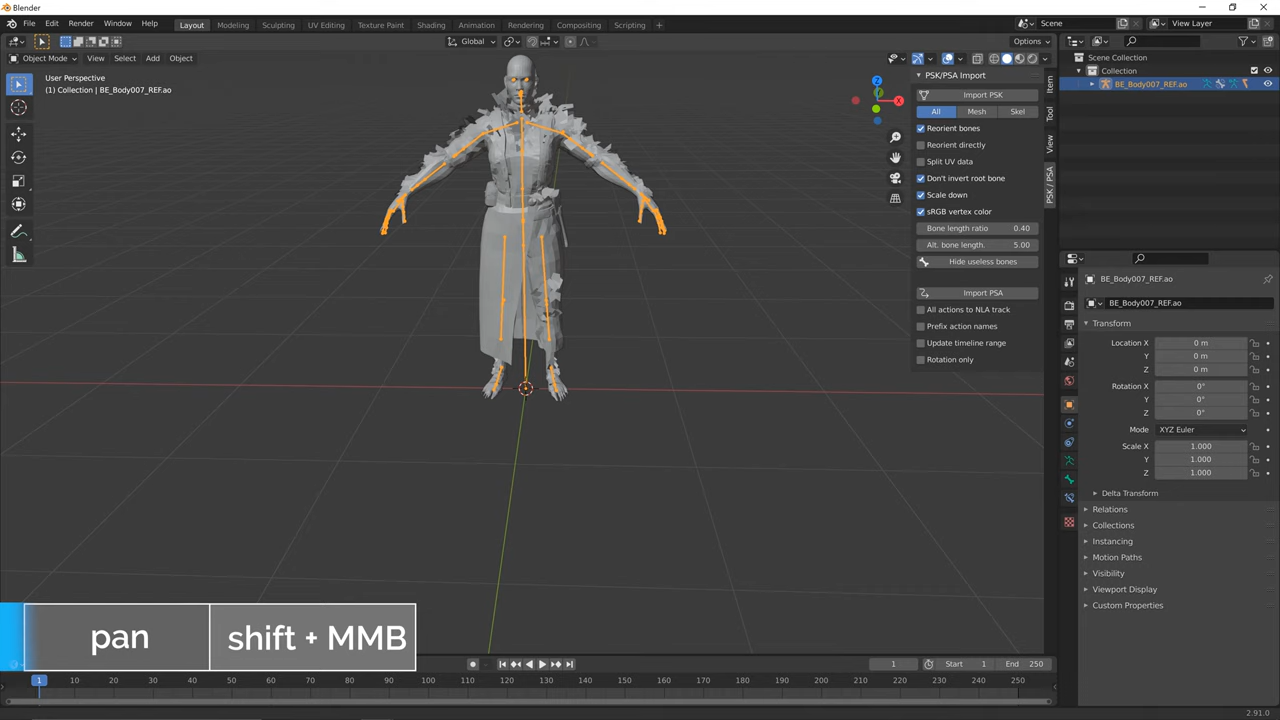 Blender
File Edit Render Window Help Layout Modeling Sculpting UV Editing Texture Paint Shading Animation Rendering Compositing Scripting + Scene View Layer
Global Options
Object Mode View Select Add Object
User Perspective
(1) Collection | BE_Body007_REF.ao
Z
X
PSK/PSA Import
Import PSK
All Mesh Skel
Reorient bones
Reorient directly
Split UV data
Don't invert root bone
Scale down
sRGB vertex color
Bone length ratio 0.40
Alt. bone length. 5.00
Hide useless bones
Import PSA
All actions to NLA track
Prefix action names
Update timeline range
Rotation only
Item
Tool
View
PSK / PSA
Scene Collection
Collection
BE_Body007_REF.ao
BE_Body007_REF.ao
BE_Body007_REF.ao
Transform
Location X 0 m
Y 0 m
Z 0 m
Rotation X 0°
Y 0°
Z 0°
Mode XYZ Euler
Scale X 1.000
Y 1.000
Z 1.000
Delta Transform
Relations
Collections
Instancing
Motion Paths
Visibility
Viewport Display
Custom Properties
pan shift + MMB
1 Start 1 End 250
1 10 20 30 40 50 60 70 80 90 100 110 120 130 140 150 160 170 180 190 200 210 220 230 240 250
2.91.0